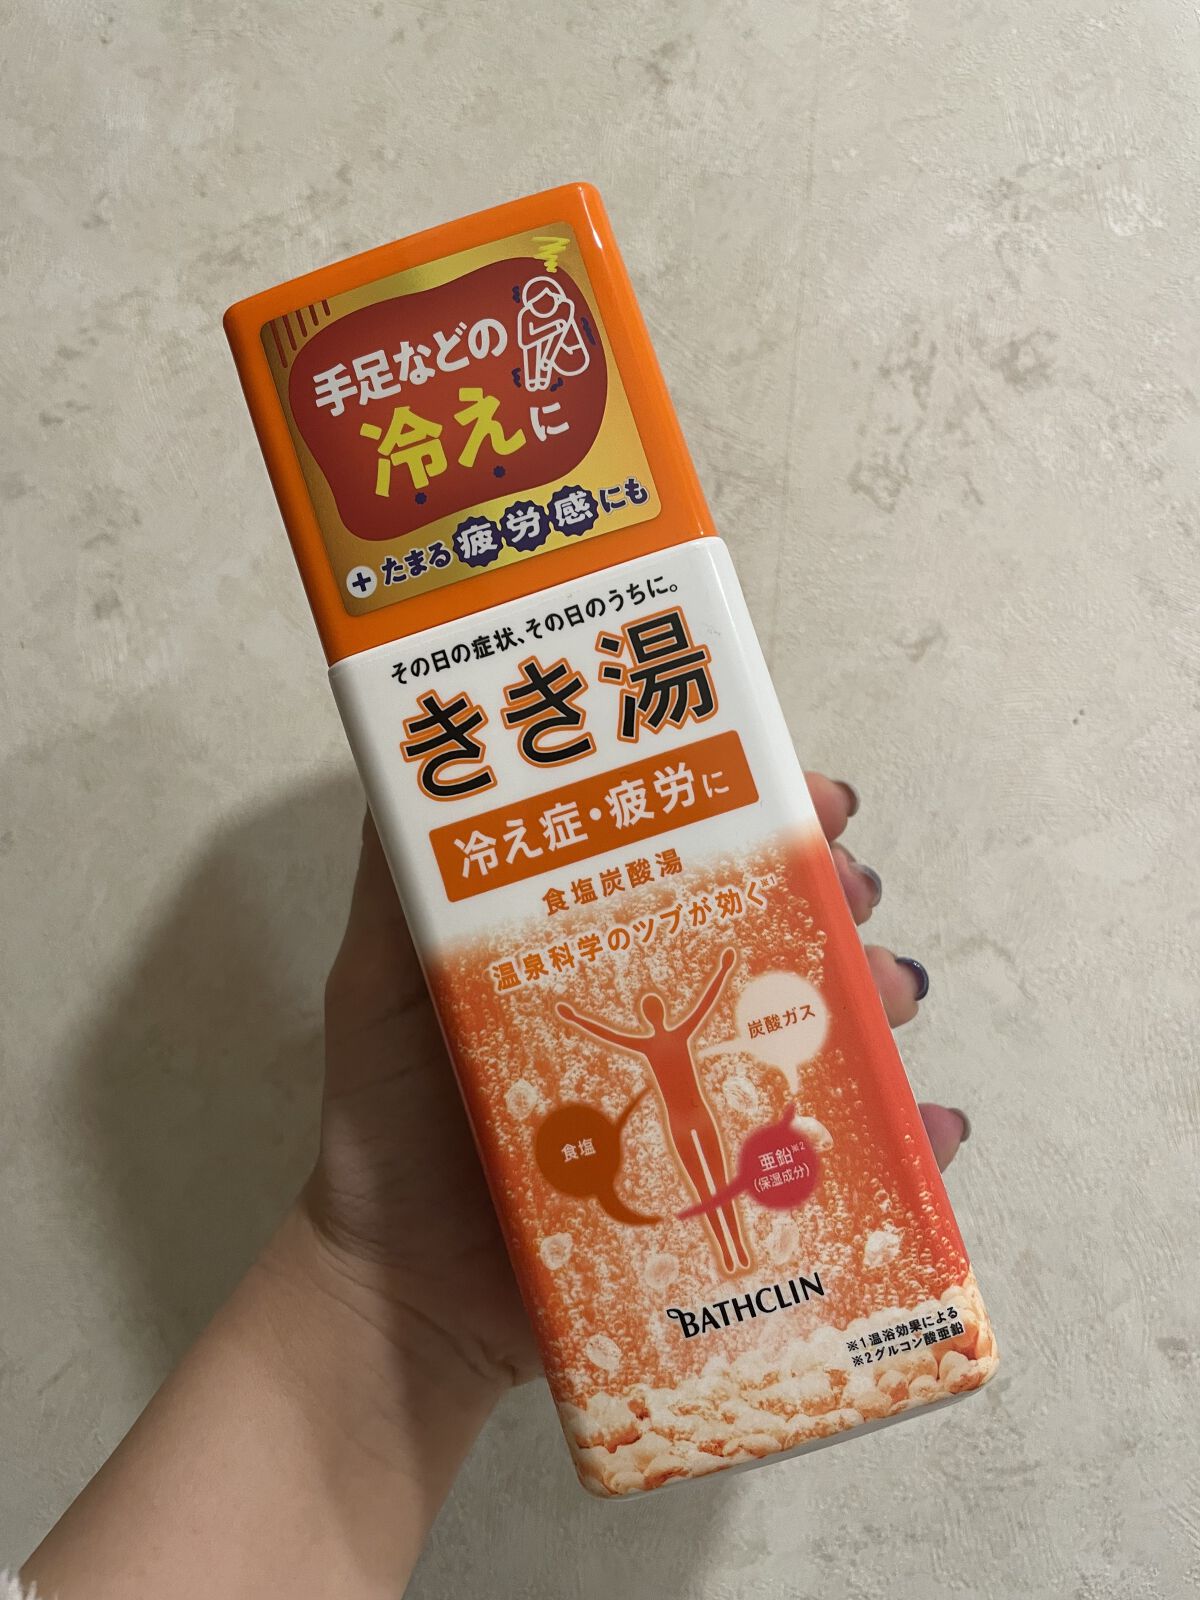 手足などの
冷えに
+たまる疲労感にも
その日の症状、その日のうちに。
きき湯
冷え症・疲労に
食塩炭酸湯
温泉科学のツブが効く※1
炭酸ガス
食塩
亜鉛※2
(保湿成分)
BATHCLIN
※1温浴効果による
※2グルコン酸亜鉛